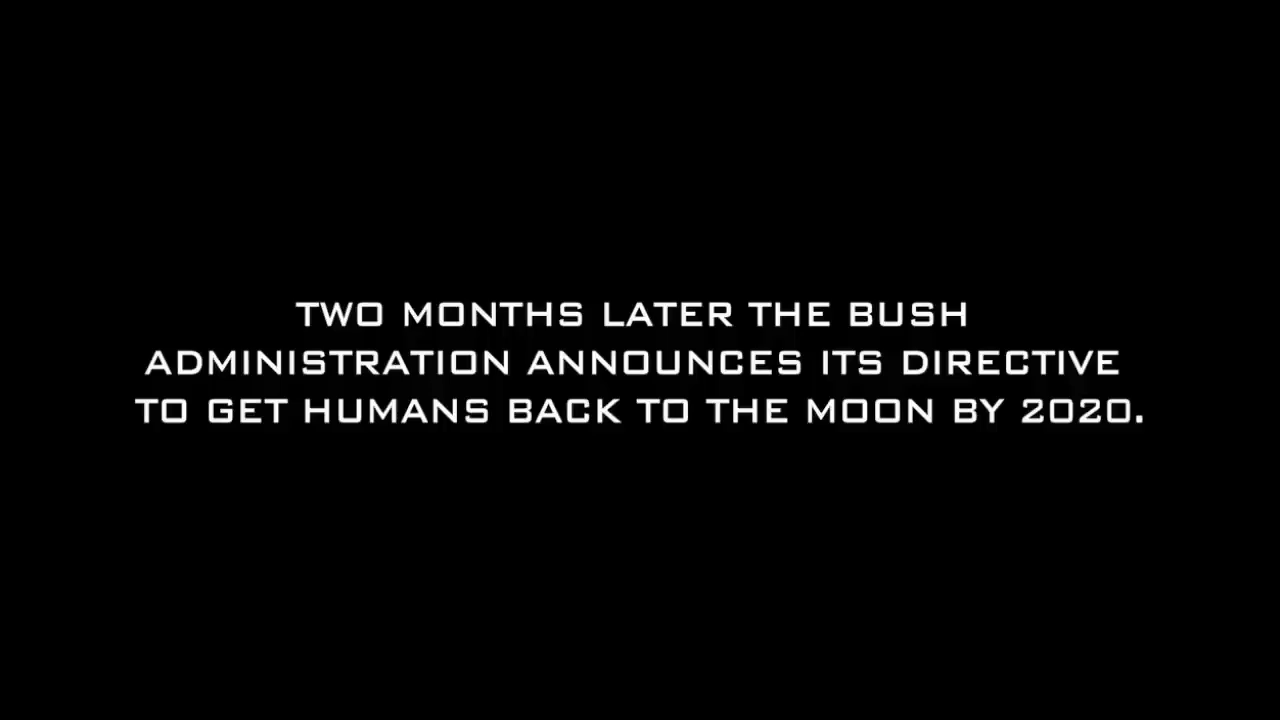 TWO MONTHS LATER THE BUSH
ADMINISTRATION ANNOUNCES ITS DIRECTIVE
TO GET HUMANS BACK TO THE MOON BY 2020.